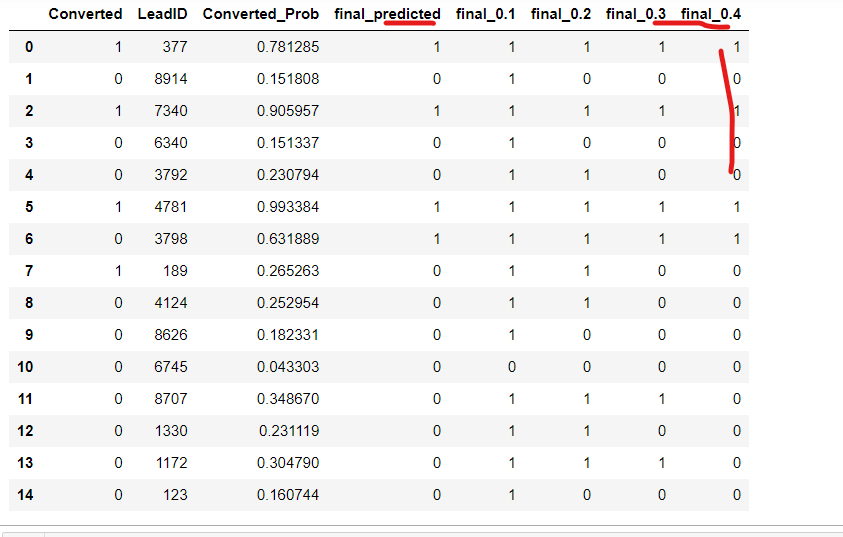 Converted LeadID Converted_Prob final_predicted final_0.1 final_0.2 final_0.3 final_0.4
0 1 377 0.781285 1 1 1 1 1
1 0 8914 0.151808 0 1 0 0 0
2 1 7340 0.905957 1 1 1 1 1
3 0 6340 0.151337 0 1 0 0 0
4 0 3792 0.230794 0 1 1 0 0
5 1 4781 0.993384 1 1 1 1 1
6 0 3798 0.631889 1 1 1 1 1
7 1 189 0.265263 0 1 1 0 0
8 0 4124 0.252954 0 1 1 0 0
9 0 8626 0.182331 0 1 0 0 0
10 0 6745 0.043303 0 0 0 0 0
11 0 8707 0.348670 0 1 1 1 0
12 0 1330 0.231119 0 1 1 0 0
13 0 1172 0.304790 0 1 1 1 0
14 0 123 0.160744 0 1 0 0 0